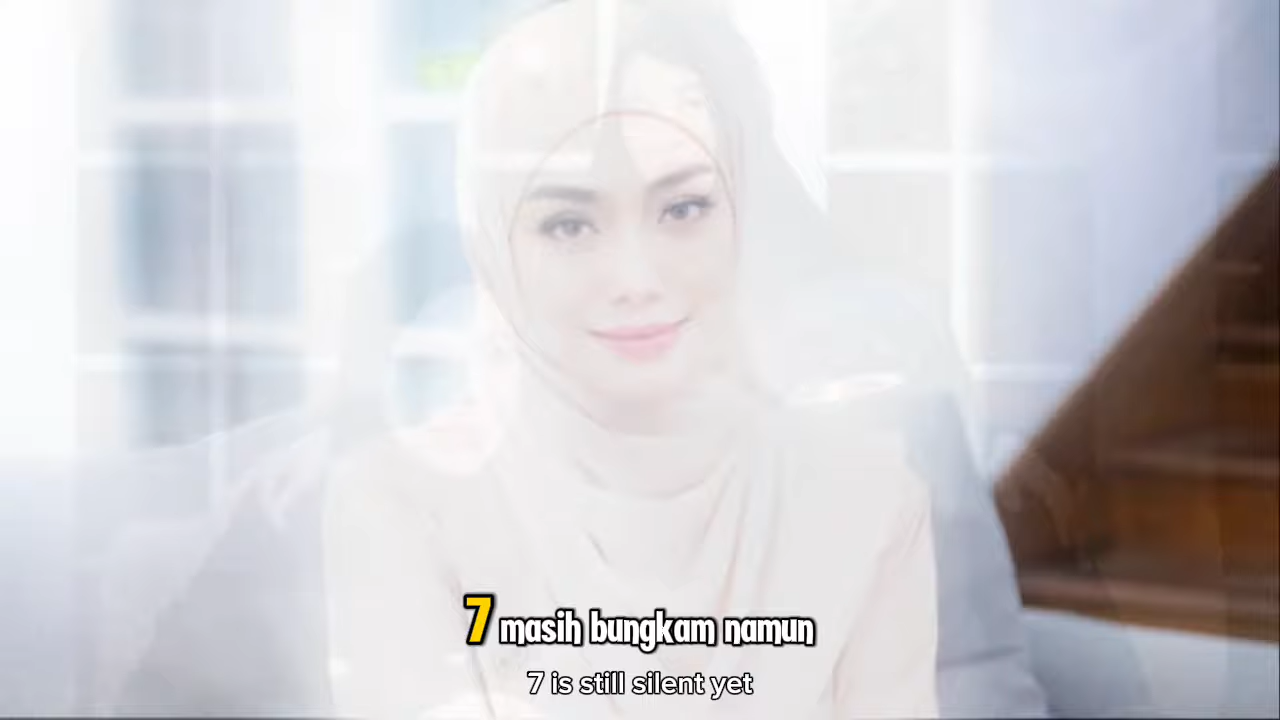 7 masih bungkam namun
7 is still silent yet